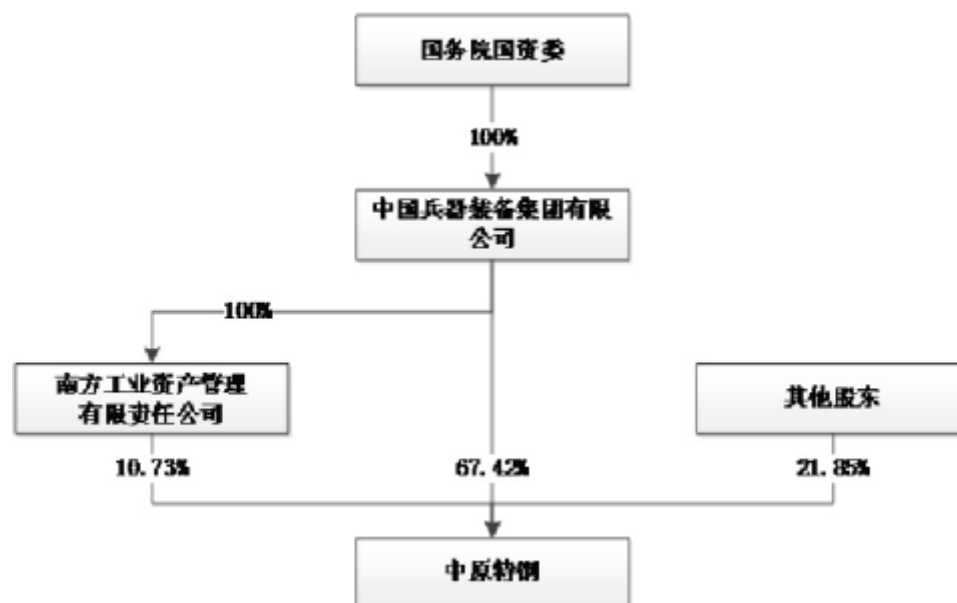 国务院国资委
100%
中国兵器装备集团有限
公司
100%
南方工业资产管理
有限责任公司
其他股东
10.73%
67.42%
21.85%
中原特钢